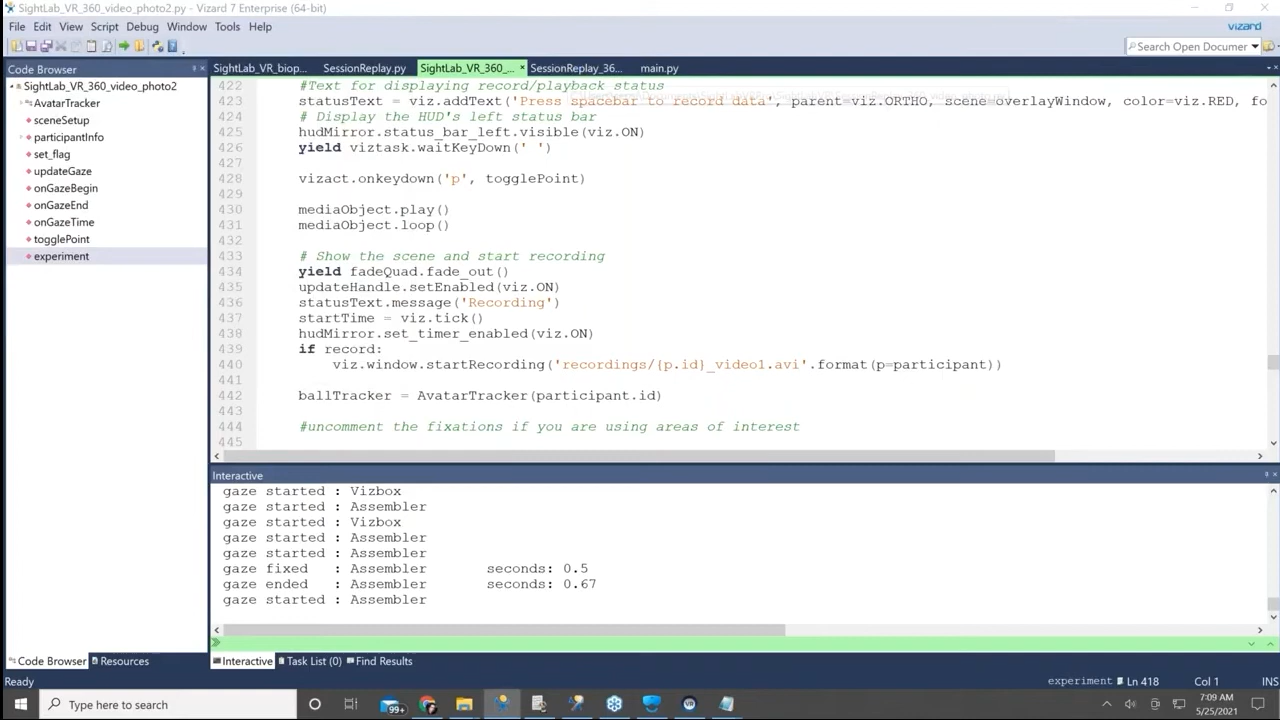 SightLab_VR_360_video_photo2.py - Vizard 7 Enterprise (64-bit)
File Edit View Script Debug Window Tools Help
vizard
Search Open Documer
Code Browser
SightLab_VR_biop... SessionReplay.py SightLab_VR_360_... SessionReplay_36... main.py
SightLab_VR_360_video_photo2
AvatarTracker
sceneSetup
participantInfo
set_flag
updateGaze
onGazeBegin
onGazeEnd
onGazeTime
togglePoint
experiment
422 #Text for displaying record/playback status
423 statusText = viz.addText('Press spacebar to record data', parent=viz.ORTHO, scene=overlayWindow, color=viz.RED, fo
424 # Display the HUD's left status bar
425 hudMirror.status_bar_left.visible(viz.ON)
426 yield viztask.waitKeyDown(' ')
427
428 vizact.onkeydown('p', togglePoint)
429
430 mediaObject.play()
431 mediaObject.loop()
432
433 # Show the scene and start recording
434 yield fadeQuad.fade_out()
435 updateHandle.setEnabled(viz.ON)
436 statusText.message('Recording')
437 startTime = viz.tick()
438 hudMirror.set_timer_enabled(viz.ON)
439 if record:
440 viz.window.startRecording('recordings/{p.id}_video1.avi'.format(p=participant))
441
442 ballTracker = AvatarTracker(participant.id)
443
444 #uncomment the fixations if you are using areas of interest
445
Interactive
gaze started : Vizbox
gaze started : Assembler
gaze started : Vizbox
gaze started : Assembler
gaze started : Assembler
gaze fixed : Assembler seconds: 0.5
gaze ended : Assembler seconds: 0.67
gaze started : Assembler
Code Browser Resources
Interactive Task List (0) Find Results
Ready
experiment Ln 418 Col 1 INS
Type here to search
99+
7:09 AM
5/25/2021